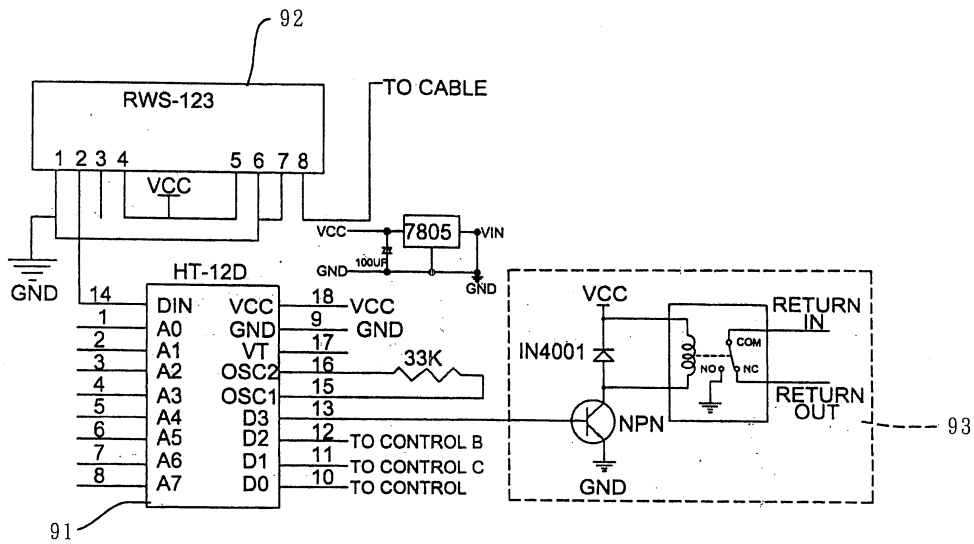 92
RWS-123
TO CABLE
1 2 3 4 5 6 7 8
VCC
GND
VCC 7805 VIN
100UF
GND
GND
HT-12D
14 DIN VCC 18 VCC
1 A0 GND 9 GND
2 A1 VT 17
3 A2 OSC2 16 33K
4 A3 OSC1 15
5 A4 D3 13
6 A5 D2 12 TO CONTROL B
7 A6 D1 11 TO CONTROL C
8 A7 D0 10 TO CONTROL
91
VCC
IN4001
NPN
GND
RETURN
IN
COM
NO NC
RETURN
OUT
93